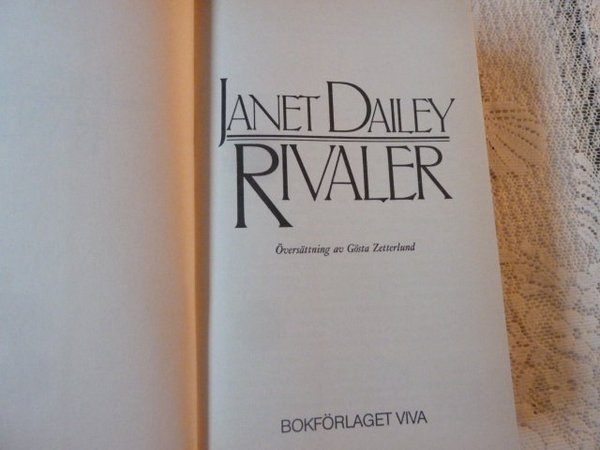 JANET DAILEY
RIVALER
Översättning av Gösta Zetterlund
BOKFÖRLAGET VIVA